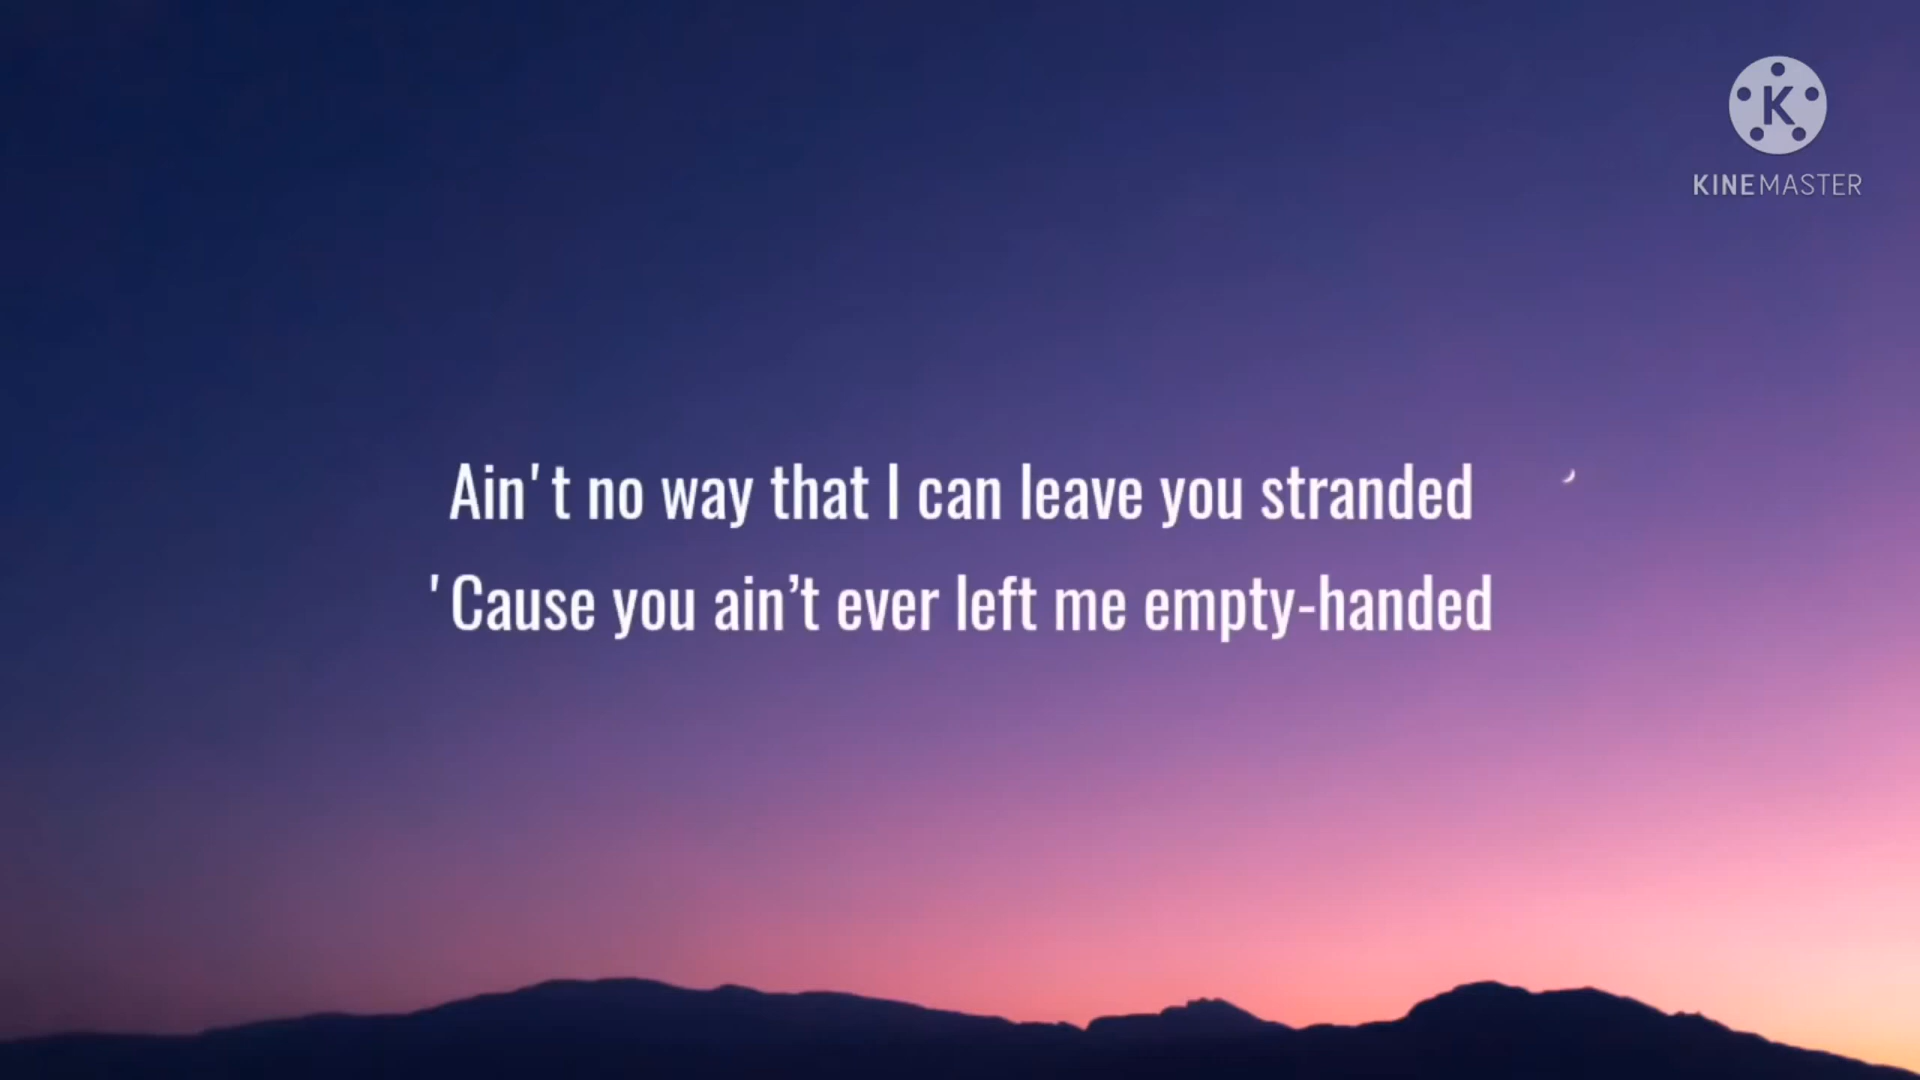 K
KINEMASTER
Ain't no way that I can leave you stranded
'Cause you ain’t ever left me empty-handed